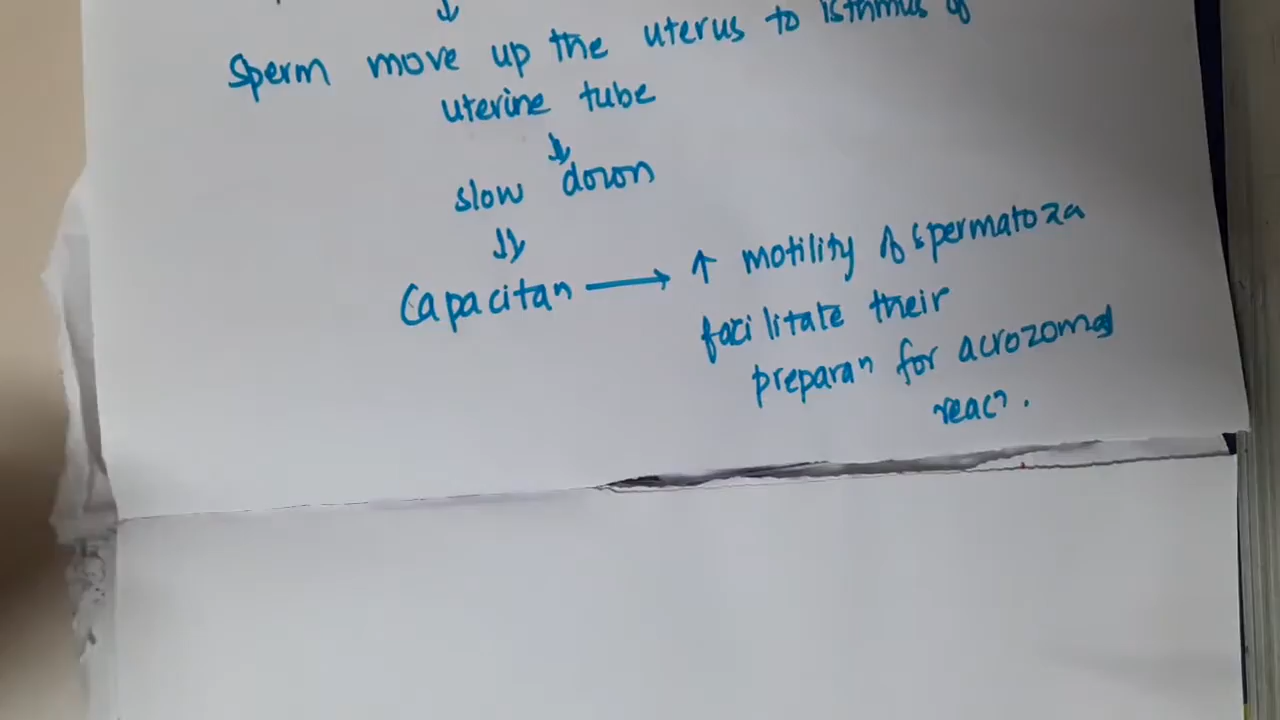 ↓
Sperm move up the uterus to isthmus of
uterine tube
↓
slow down
↓
Capacitan → ↑ motility of spermatoza
facilitate their
preparan for acrozomal
reacn.